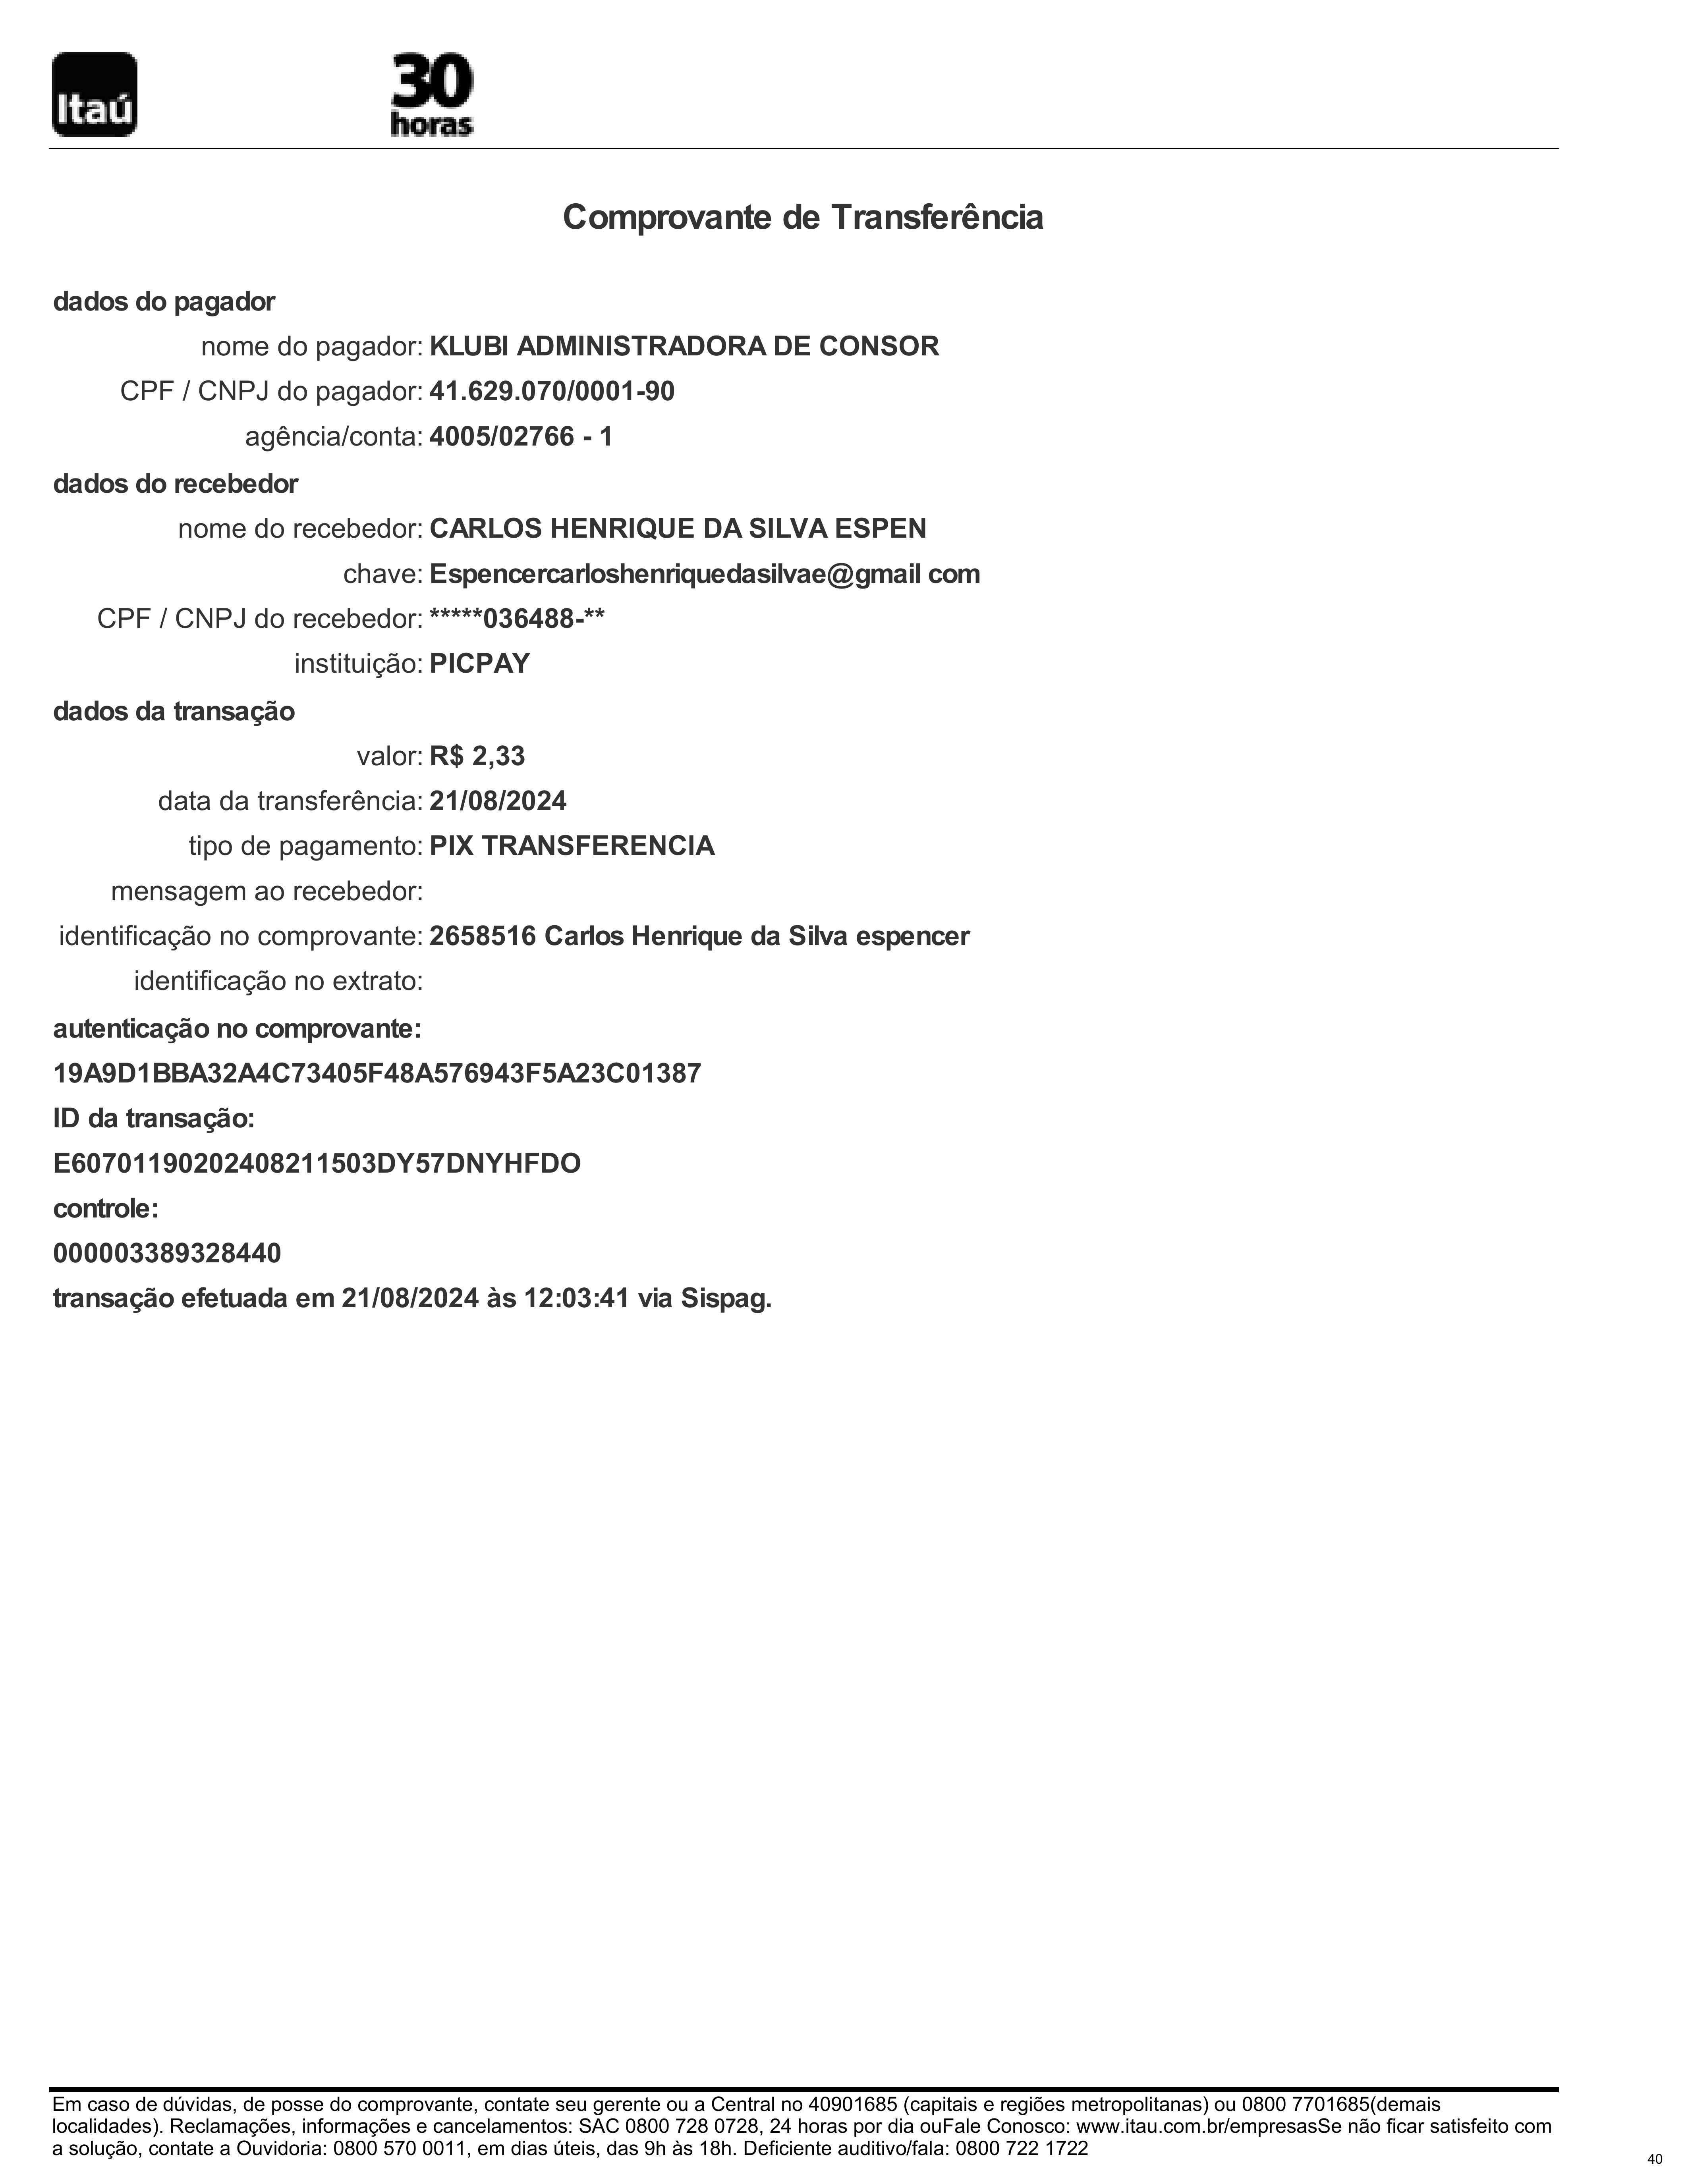 Itaú
30
horas
Comprovante de Transferência
dados do pagador
nome do pagador: KLUBI ADMINISTRADORA DE CONSOR
CPF / CNPJ do pagador: 41.629.070/0001-90
agência/conta: 4005/02766 - 1
dados do recebedor
nome do recebedor: CARLOS HENRIQUE DA SILVA ESPEN
chave: Espencercarloshenriquedasilvae@gmail com
CPF / CNPJ do recebedor: *****036488-**
instituição: PICPAY
dados da transação
valor: R$ 2,33
data da transferência: 21/08/2024
tipo de pagamento: PIX TRANSFERENCIA
mensagem ao recebedor:
identificação no comprovante: 2658516 Carlos Henrique da Silva espencer
identificação no extrato:
autenticação no comprovante:
19A9D1BBA32A4C73405F48A576943F5A23C01387
ID da transação:
E60701190202408211503DY57DNYHFDO
controle:
000003389328440
transação efetuada em 21/08/2024 às 12:03:41 via Sispag.
Em caso de dúvidas, de posse do comprovante, contate seu gerente ou a Central no 40901685 (capitais e regiões metropolitanas) ou 0800 7701685(demais
localidades). Reclamações, informações e cancelamentos: SAC 0800 728 0728, 24 horas por dia ouFale Conosco: www.itau.com.br/empresasSe não ficar satisfeito com
a solução, contate a Ouvidoria: 0800 570 0011, em dias úteis, das 9h às 18h. Deficiente auditivo/fala: 0800 722 1722
40